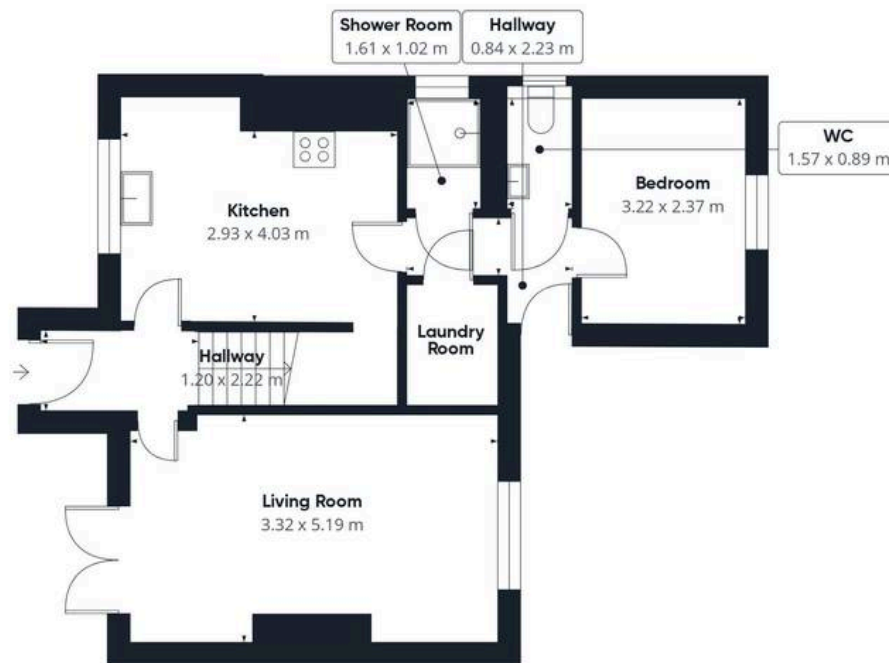 Shower Room
1.61 x 1.02 m
Hallway
0.84 x 2.23 m
WC
1.57 x 0.89 m
Bedroom
3.22 x 2.37 m
Kitchen
2.93 x 4.03 m
Laundry
Room
Hallway
1.20 x 2.22 m
Living Room
3.32 x 5.19 m